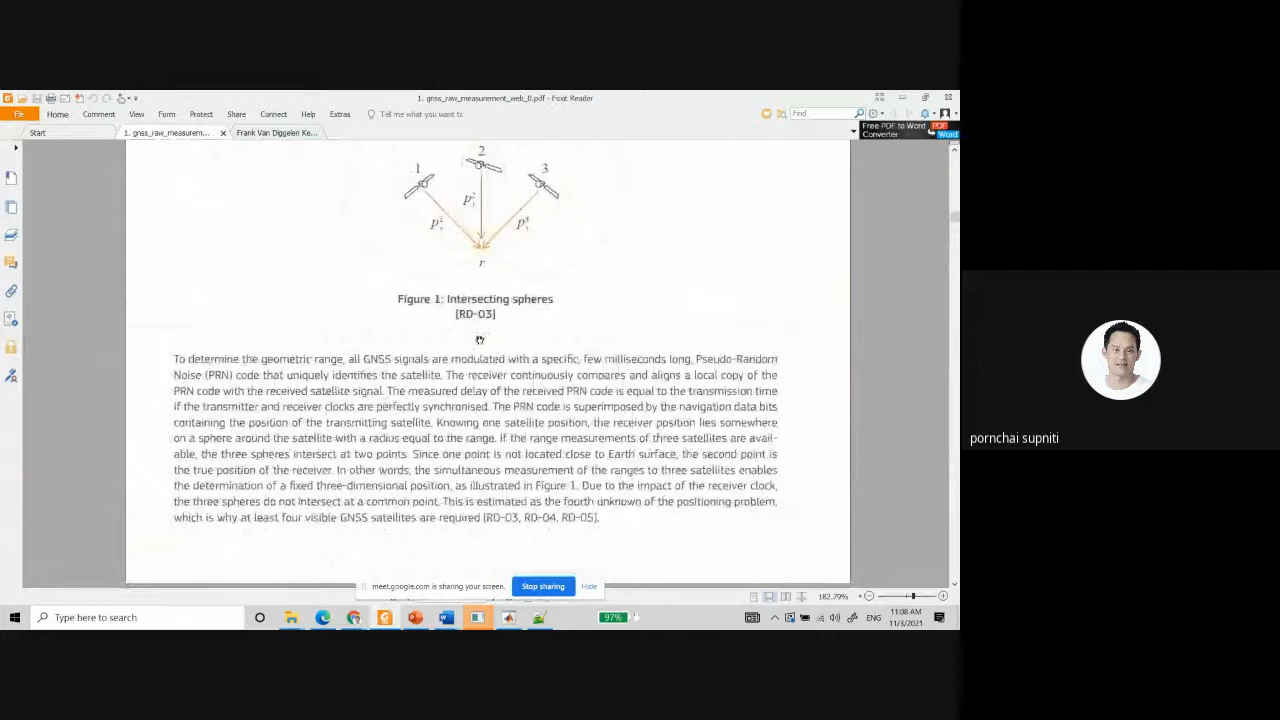 1. gnss_raw_measurement_web_0.pdf - Foxit Reader
File Home Comment View Form Protect Share Connect Help Extras Tell me what you want tc Find
Start 1. gnss_raw_measurem... Frank Van Diggelen Ke...
Free PDF to Word PDF
Converter Word
2
1 3
r
Figure 1: Intersecting spheres
[RD-03]
To determine the geometric range, all GNSS signals are modulated with a specific, few milliseconds long, Pseudo-Random
Noise (PRN) code that uniquely identifies the satellite. The receiver continuously compares and aligns a local copy of the
PRN code with the received satellite signal. The measured delay of the received PRN code is equal to the transmission time
if the transmitter and receiver clocks are perfectly synchronised. The PRN code is superimposed by the navigation data bits
containing the position of the transmitting satellite. Knowing one satellite position, the receiver position lies somewhere
on a sphere around the satellite with a radius equal to the range. If the range measurements of three satellites are avail-
able, the three spheres intersect at two points. Since one point is not located close to Earth surface, the second point is
the true position of the receiver. In other words, the simultaneous measurement of the ranges to three satellites enables
the determination of a fixed three-dimensional position, as illustrated in Figure 1. Due to the impact of the receiver clock,
the three spheres do not intersect at a common point. This is estimated as the fourth unknown of the positioning problem,
which is why at least four visible GNSS satellites are required [RD-03, RD-04, RD-05].
pornchai supniti
meet.google.com is sharing your screen. Stop sharing Hide
182.79%
Type here to search 97% ENG 11:08 AM
11/3/2021